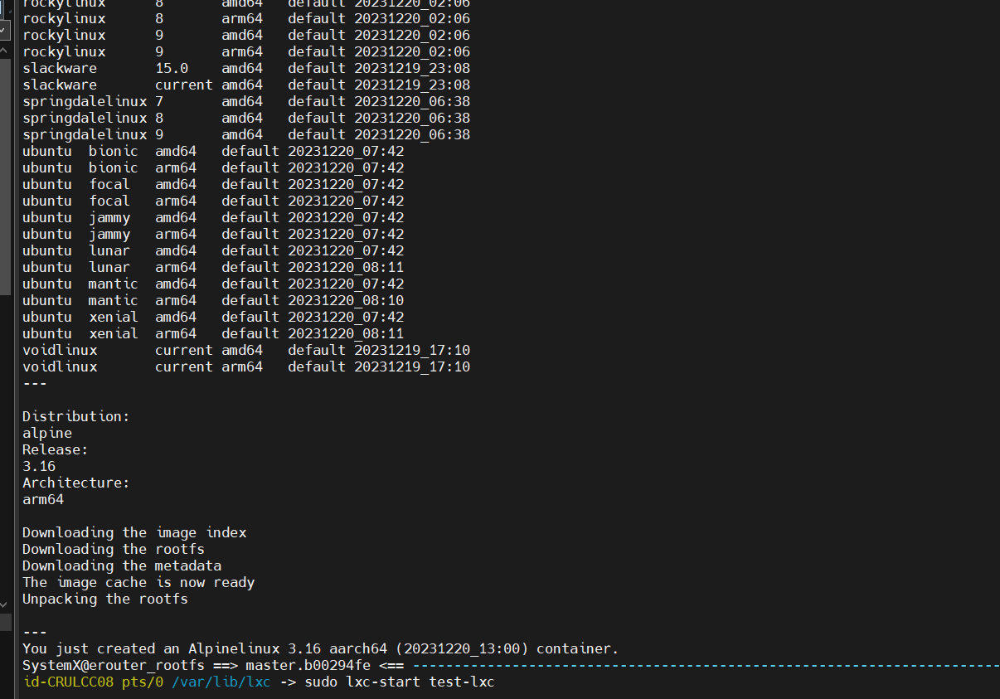 rockylinux      8       amd64   default 20231220_02:06
rockylinux      8       arm64   default 20231220_02:06
rockylinux      9       amd64   default 20231220_02:06
rockylinux      9       arm64   default 20231220_02:06
slackware       15.0    amd64   default 20231219_23:08
slackware       current amd64   default 20231219_23:08
springdalelinux 7       amd64   default 20231220_06:38
springdalelinux 8       amd64   default 20231220_06:38
springdalelinux 9       amd64   default 20231220_06:38
ubuntu  bionic  amd64   default 20231220_07:42
ubuntu  bionic  arm64   default 20231220_07:42
ubuntu  focal   amd64   default 20231220_07:42
ubuntu  focal   arm64   default 20231220_07:42
ubuntu  jammy   amd64   default 20231220_07:42
ubuntu  jammy   arm64   default 20231220_07:42
ubuntu  lunar   amd64   default 20231220_07:42
ubuntu  lunar   arm64   default 20231220_08:11
ubuntu  mantic  amd64   default 20231220_07:42
ubuntu  mantic  arm64   default 20231220_08:10
ubuntu  xenial  amd64   default 20231220_07:42
ubuntu  xenial  arm64   default 20231220_08:11
voidlinux       current amd64   default 20231219_17:10
voidlinux       current arm64   default 20231219_17:10
---
Distribution:
alpine
Release:
3.16
Architecture:
arm64
Downloading the image index
Downloading the rootfs
Downloading the metadata
The image cache is now ready
Unpacking the rootfs
---
You just created an Alpinelinux 3.16 aarch64 (20231220_13:00) container.
SystemX@erouter_rootfs ==> master.b00294fe <== -----------------------------------------------------------------------
id-CRULCC08 pts/0 /var/lib/lxc -> sudo lxc-start test-lxc